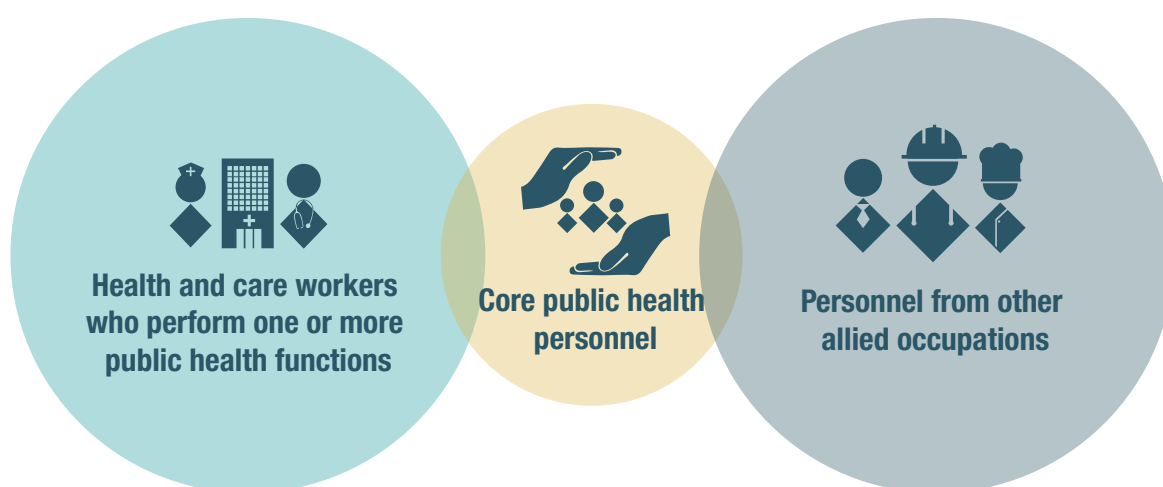 Health and care workers
who perform one or more
public health functions
Core public health
personnel
Personnel from other
allied occupations